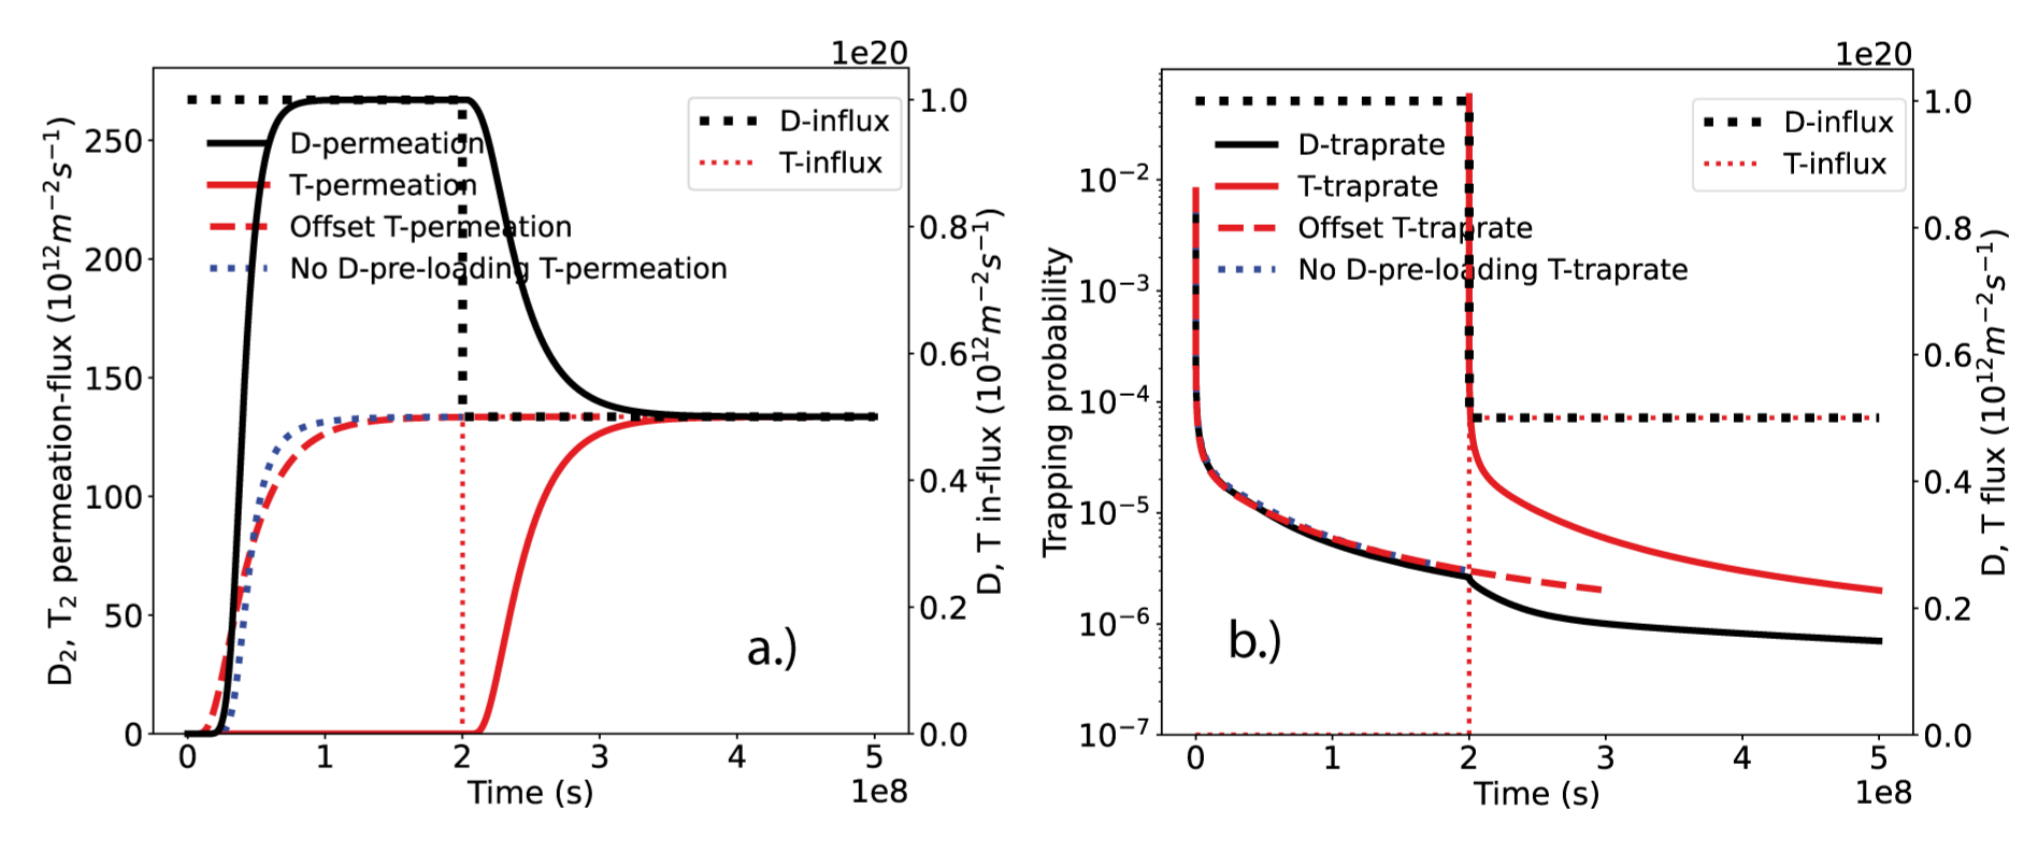 1e20
D-influx
T-influx
D-permeation
T-permeation
Offset T-permeation
No D-pre-loading T-permeation
D₂, T₂ permeation-flux (10¹²m⁻²s⁻¹)
250
200
150
100
50
0
D, T in-flux (10¹²m⁻²s⁻¹)
1.0
0.8
0.6
0.4
0.2
0.0
a.)
0 1 2 3 4 5
Time (s)
1e8
1e20
D-influx
T-influx
D-traprate
T-traprate
Offset T-traprate
No D-pre-loading T-traprate
Trapping probability
10⁻²
10⁻³
10⁻⁴
10⁻⁵
10⁻⁶
10⁻⁷
D, T flux (10¹²m⁻²s⁻¹)
1.0
0.8
0.6
0.4
0.2
0.0
b.)
0 1 2 3 4 5
Time (s)
1e8